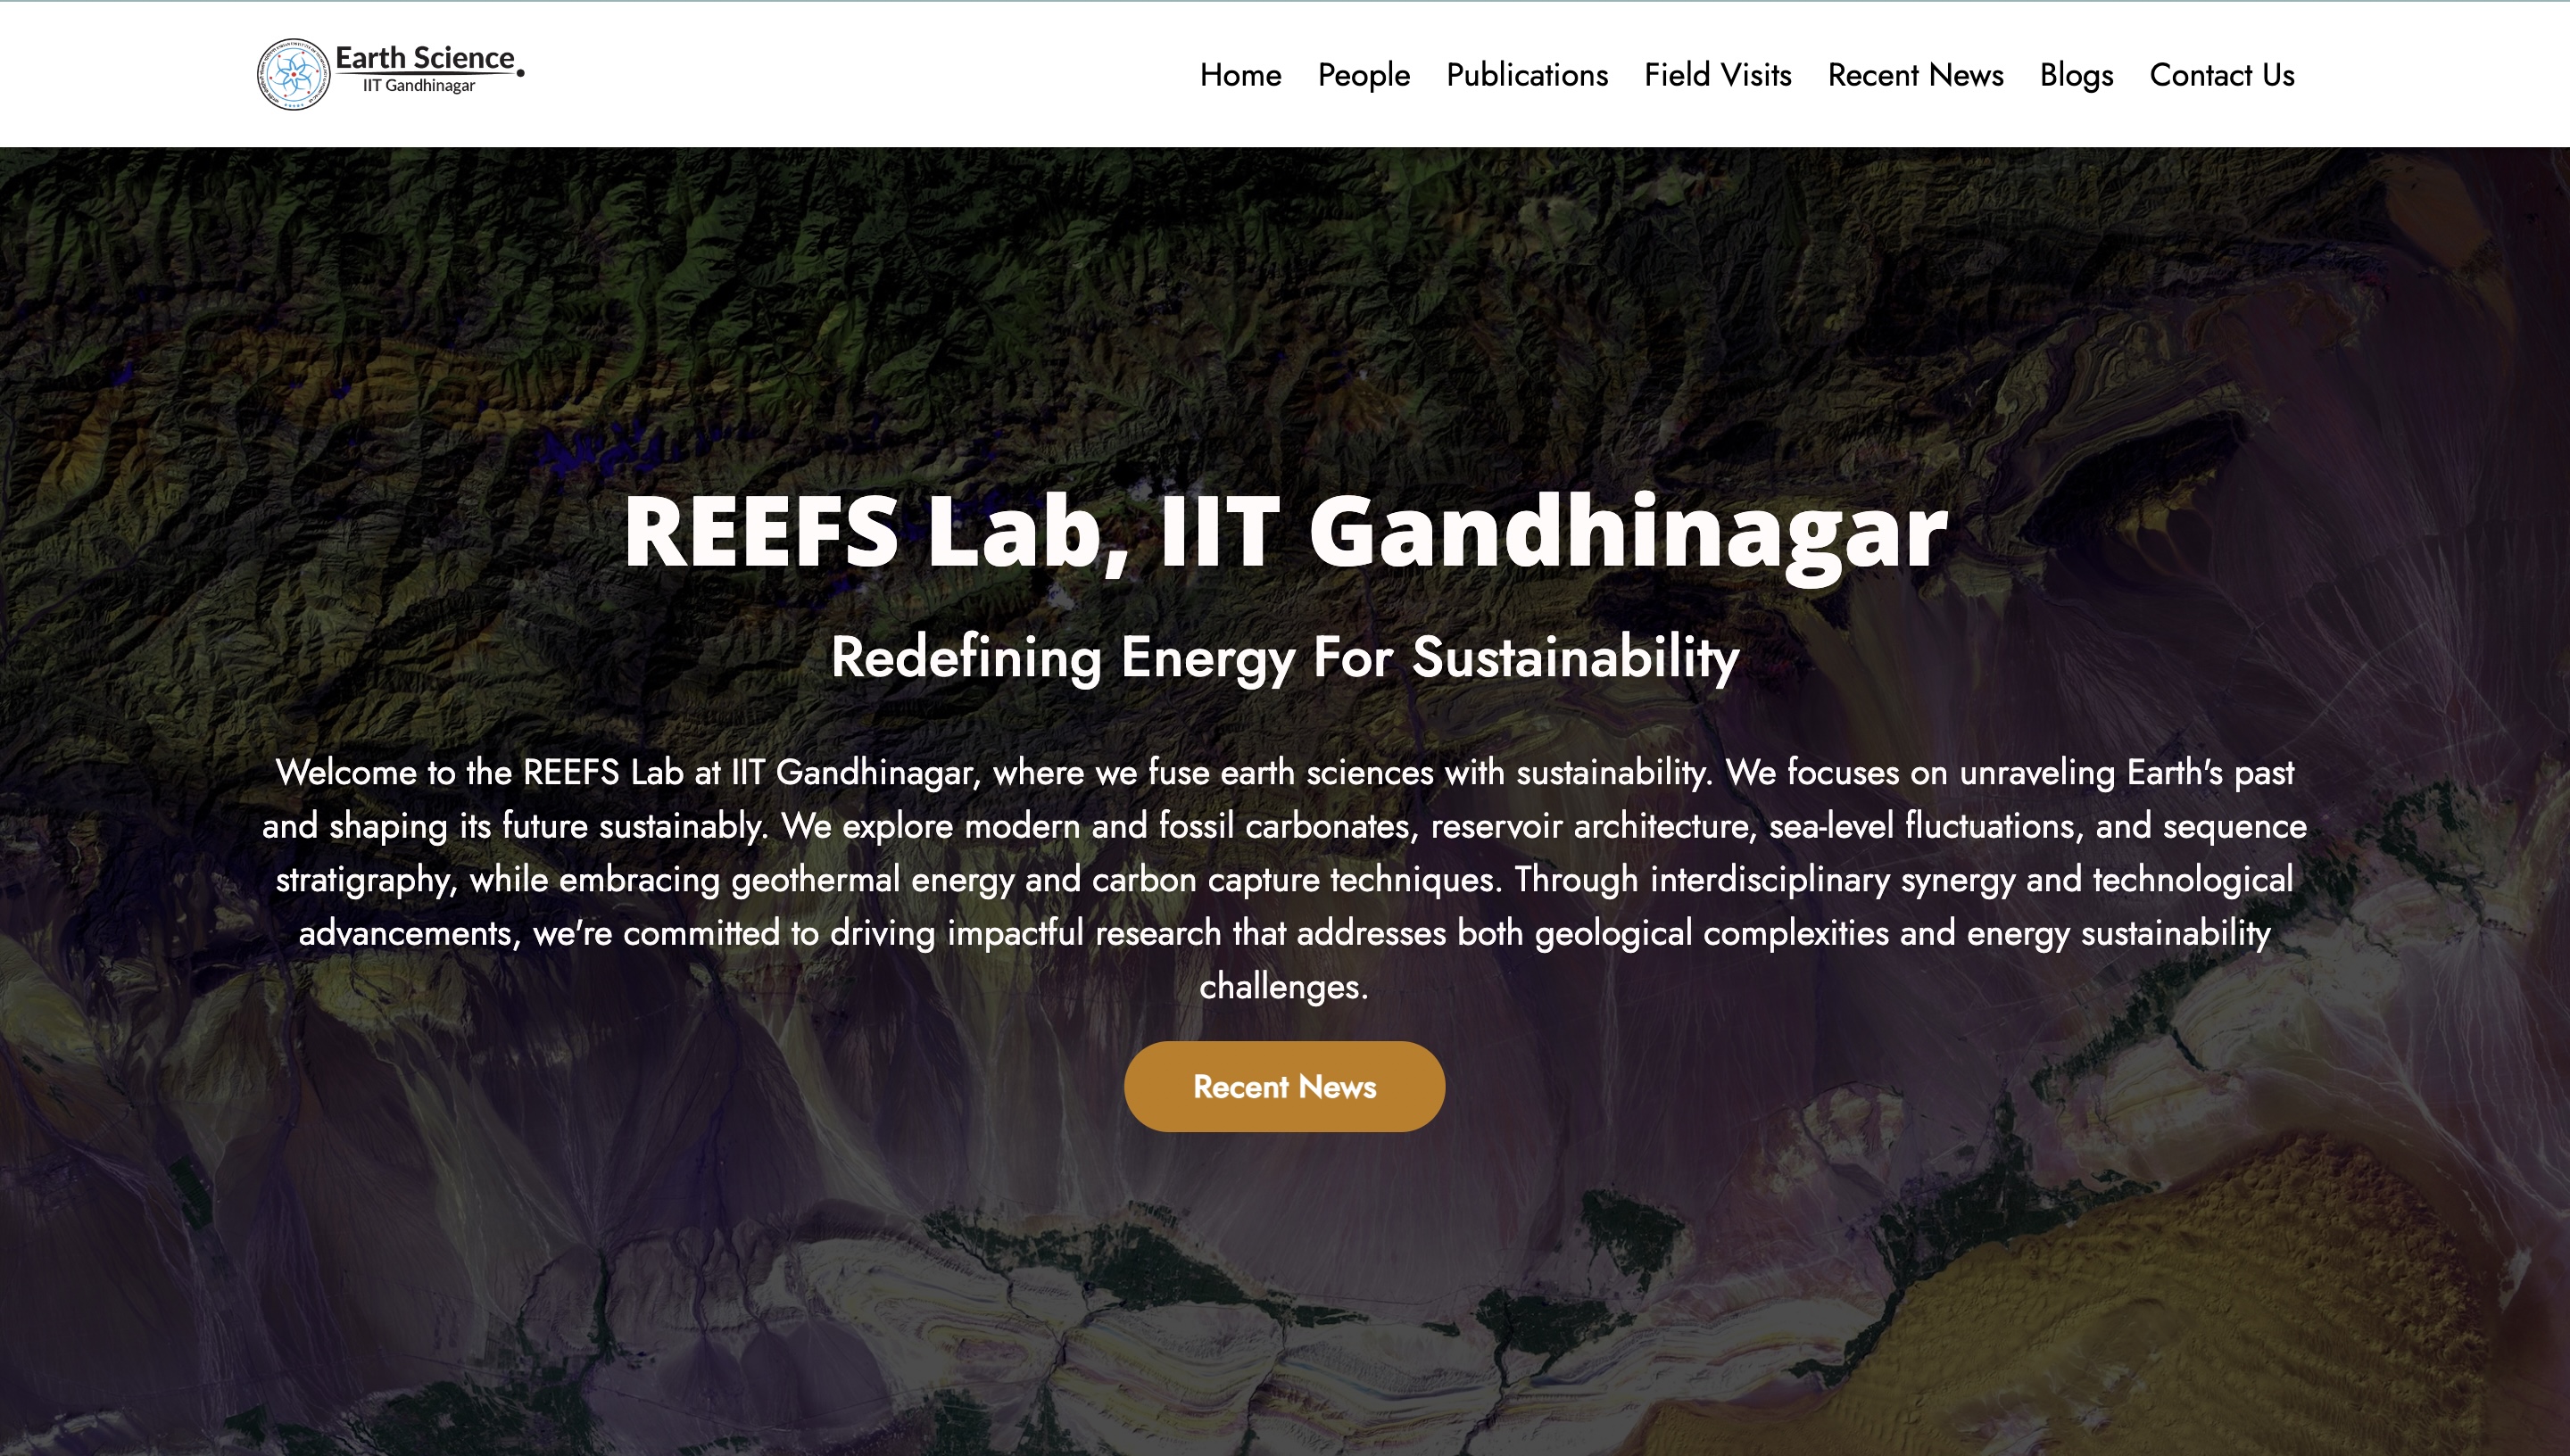 Earth Science
IIT Gandhinagar
Home People Publications Field Visits Recent News Blogs Contact Us
REEFS Lab, IIT Gandhinagar
Redefining Energy For Sustainability
Welcome to the REEFS Lab at IIT Gandhinagar, where we fuse earth sciences with sustainability. We focuses on unraveling Earth's past
and shaping its future sustainably. We explore modern and fossil carbonates, reservoir architecture, sea-level fluctuations, and sequence
stratigraphy, while embracing geothermal energy and carbon capture techniques. Through interdisciplinary synergy and technological
advancements, we're committed to driving impactful research that addresses both geological complexities and energy sustainability
challenges.
Recent News